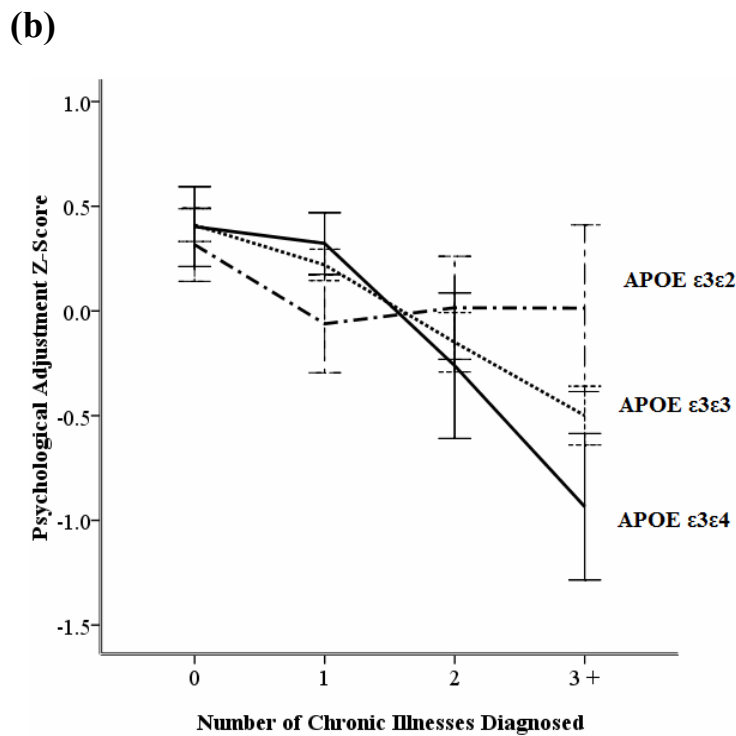 (b)
Psychological Adjustment Z-Score
1.0
0.5
0.0
-0.5
-1.0
-1.5
APOE ε3ε2
APOE ε3ε3
APOE ε3ε4
0 1 2 3 +
Number of Chronic Illnesses Diagnosed